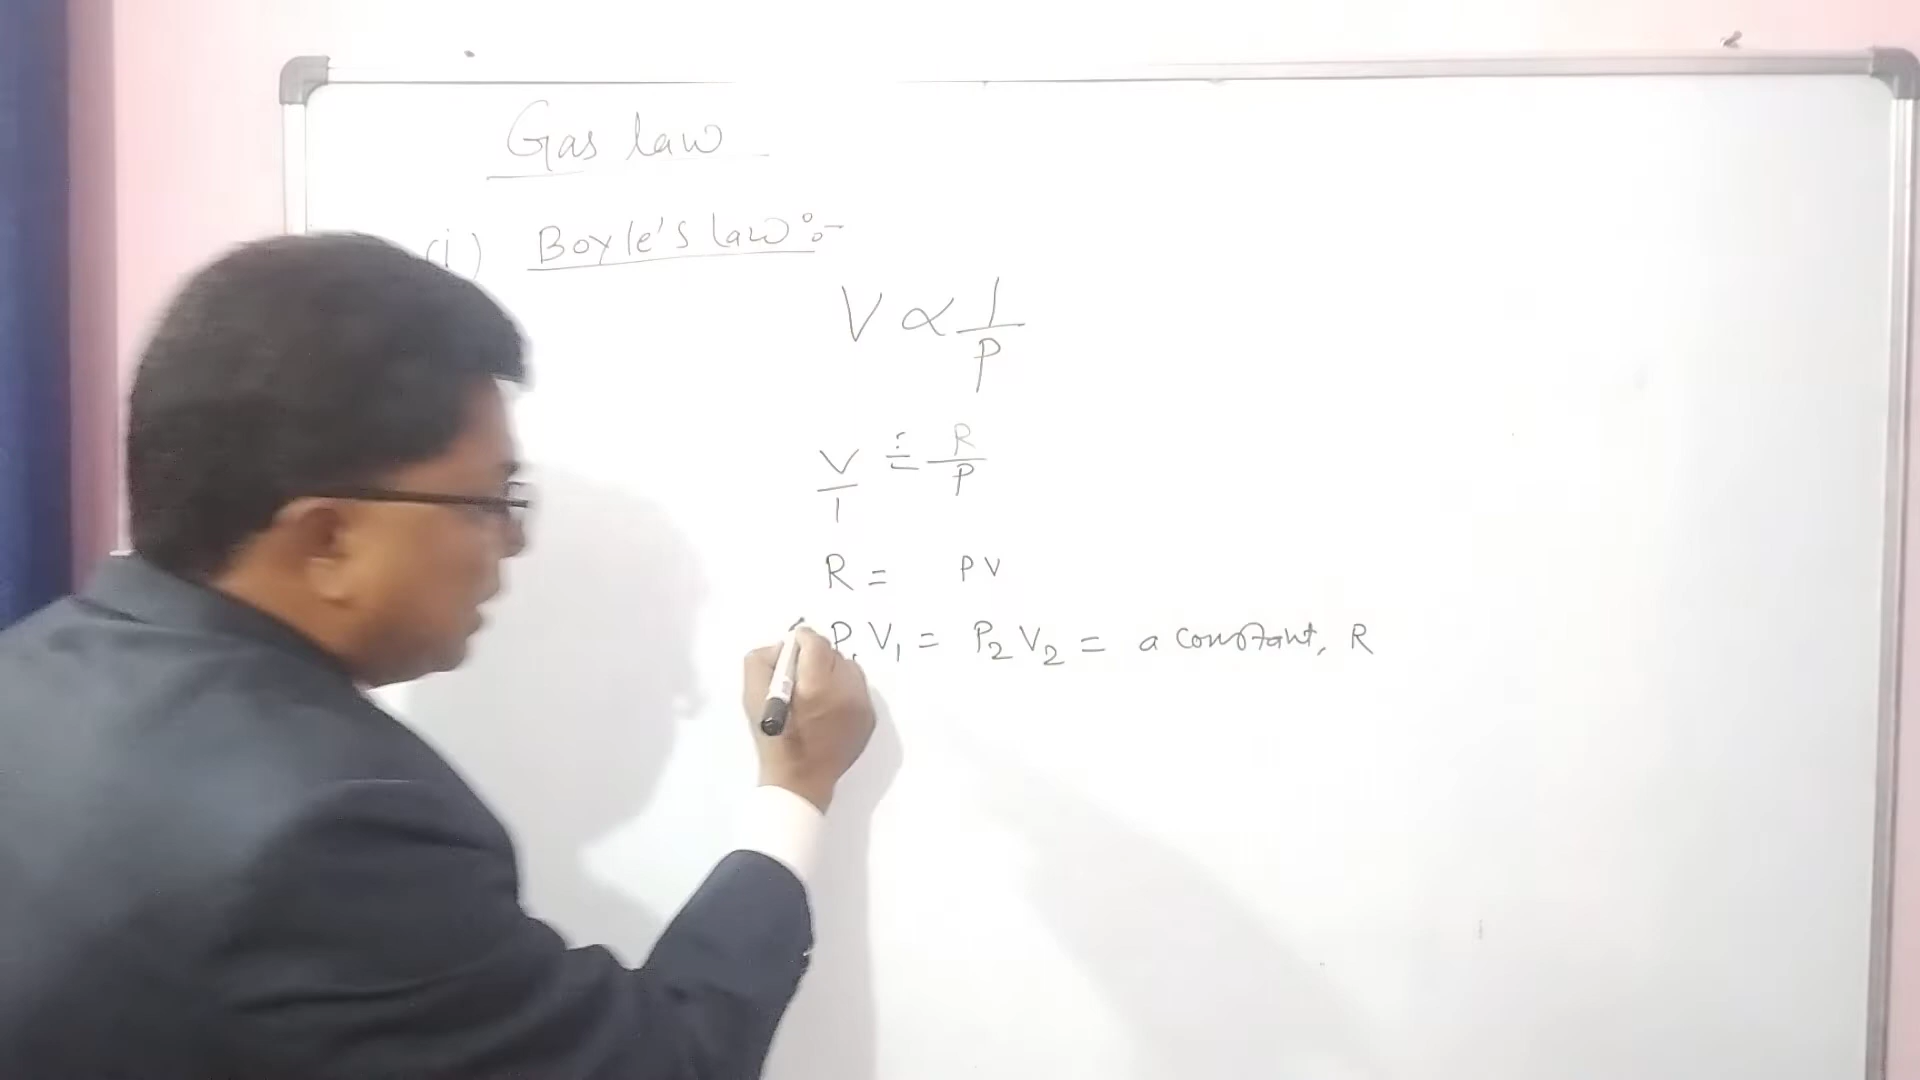 Gas law
(i) Boyle's law :-
V ∝ 1/P
V/1 = R/P
R = PV
P₁V₁ = P₂V₂ = a constant, R